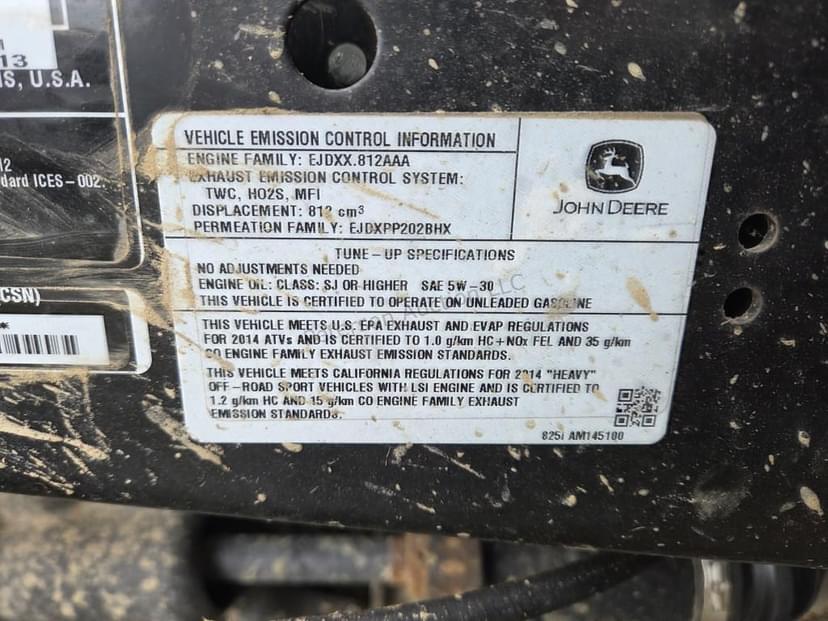 13
IS, U.S.A.
12
dard ICES-002.
(CSN)
*
VEHICLE EMISSION CONTROL INFORMATION
ENGINE FAMILY: EJDXX.812AAA
EXHAUST EMISSION CONTROL SYSTEM:
TWC, HO2S, MFI
DISPLACEMENT: 812 cm³
PERMEATION FAMILY: EJDXPP202BHX
JOHN DEERE
TUNE-UP SPECIFICATIONS
NO ADJUSTMENTS NEEDED
ENGINE OIL: CLASS: SJ OR HIGHER SAE 5W-30
THIS VEHICLE IS CERTIFIED TO OPERATE ON UNLEADED GASOLINE
THIS VEHICLE MEETS U.S. EPA EXHAUST AND EVAP REGULATIONS
FOR 2014 ATVs AND IS CERTIFIED TO 1.0 g/km HC+NOx FEL AND 35 g/km
CO ENGINE FAMILY EXHAUST EMISSION STANDARDS.
THIS VEHICLE MEETS CALIFORNIA REGULATIONS FOR 2014 "HEAVY"
OFF-ROAD SPORT VEHICLES WITH LSI ENGINE AND IS CERTIFIED TO
1.2 g/km HC AND 15 g/km CO ENGINE FAMILY EXHAUST
EMISSION STANDARDS.
825i AM145100